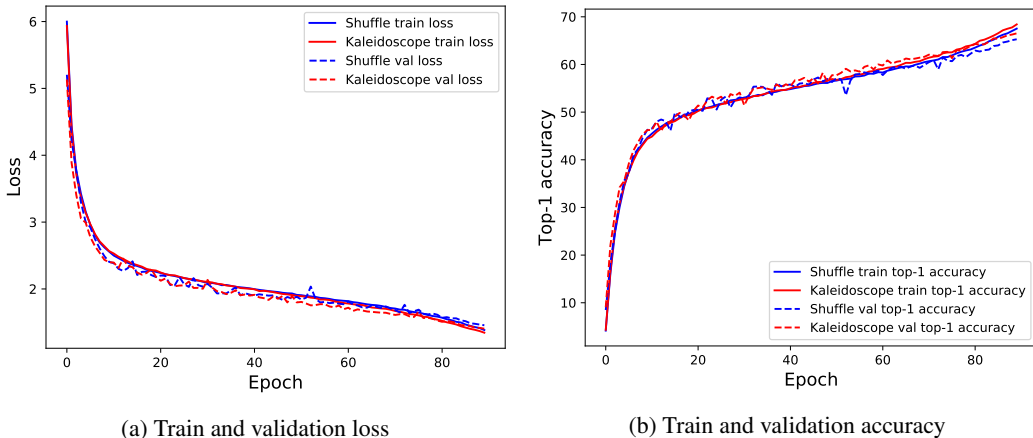 6
5
4
3
2
Loss
0
20
40
60
80
Epoch
Shuffle train loss
Kaleidoscope train loss
Shuffle val loss
Kaleidoscope val loss
(a) Train and validation loss
70
60
50
40
30
20
10
Top-1 accuracy
0
20
40
60
80
Epoch
Shuffle train top-1 accuracy
Kaleidoscope train top-1 accuracy
Shuffle val top-1 accuracy
Kaleidoscope val top-1 accuracy
(b) Train and validation accuracy